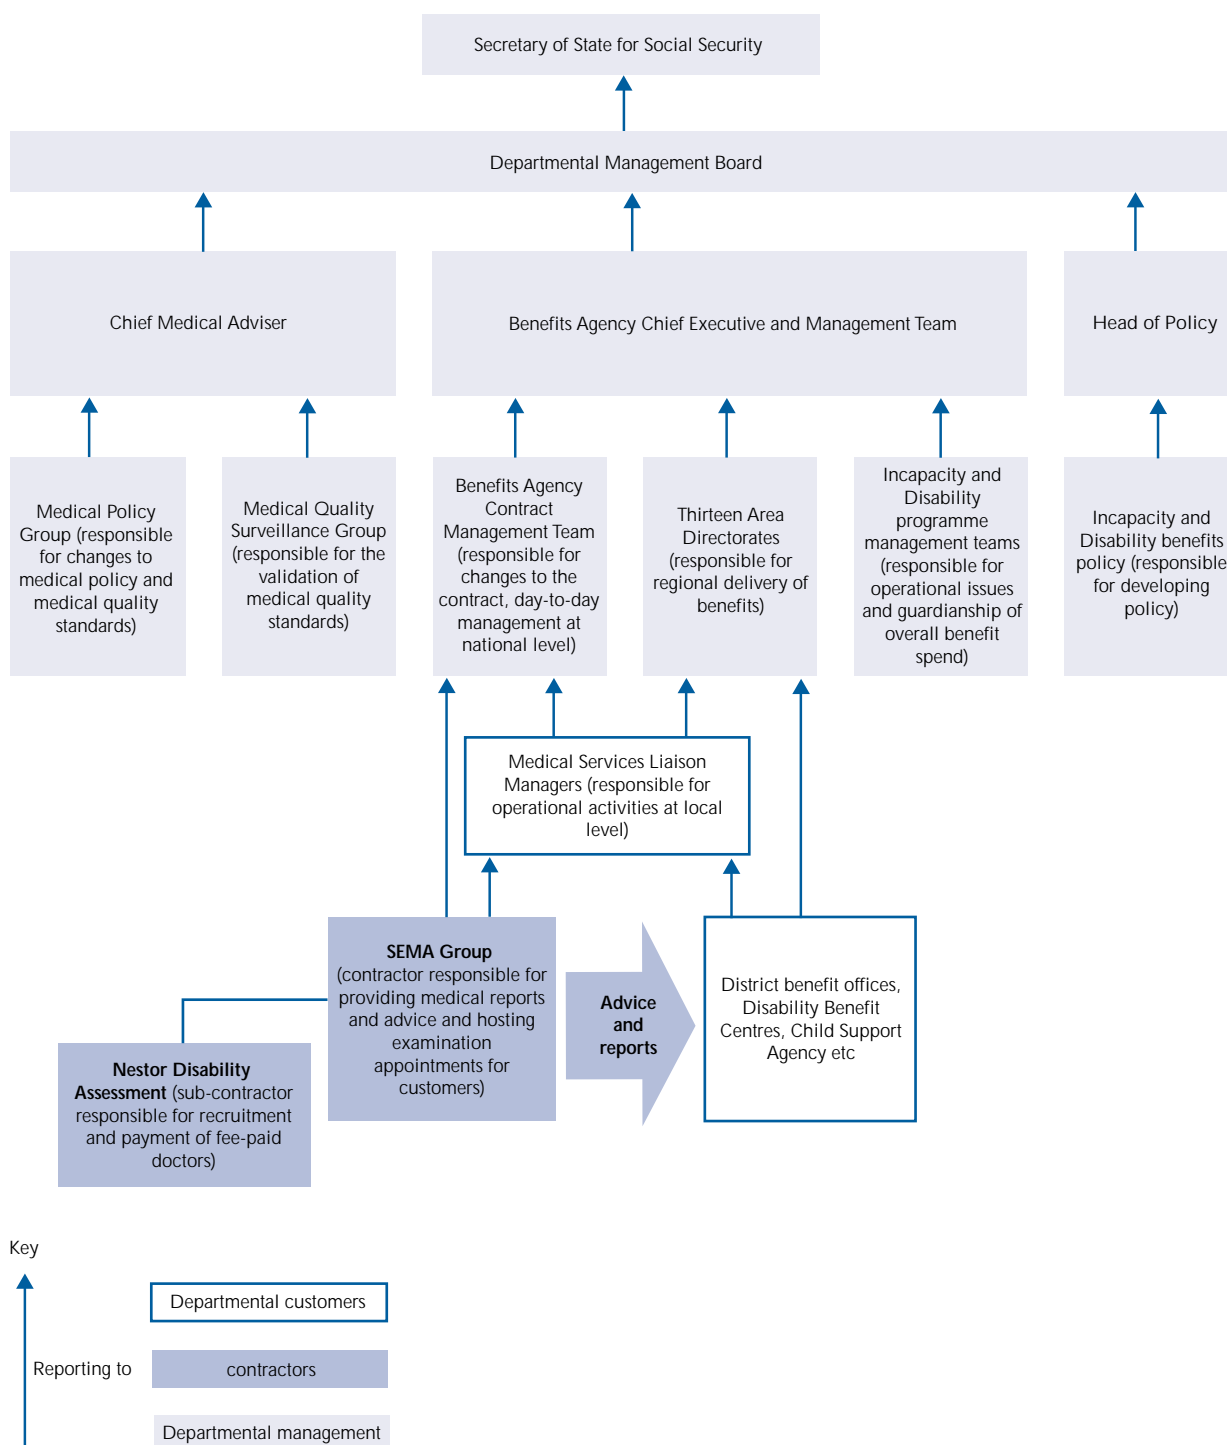 Secretary of State for Social Security
Departmental Management Board
Chief Medical Adviser
Benefits Agency Chief Executive and Management Team
Head of Policy
Medical Policy
Group (responsible
for changes to
medical policy and
medical quality
standards)
Medical Quality
Surveillance Group
(responsible for the
validation of
medical quality
standards)
Benefits Agency
Contract
Management Team
(responsible for
changes to the
contract, day-to-day
management at
national level)
Thirteen Area
Directorates
(responsible for
regional delivery of
benefits)
Incapacity and
Disability
programme
management teams
(responsible for
operational issues
and guardianship of
overall benefit
spend)
Incapacity and
Disability benefits
policy (responsible
for developing
policy)
Medical Services Liaison
Managers (responsible for
operational activities at local
level)
SEMA Group
(contractor responsible for
providing medical reports
and advice and hosting
examination
appointments for
customers)
Advice
and
reports
District benefit offices,
Disability Benefit
Centres, Child Support
Agency etc
Nestor Disability
Assessment (sub-contractor
responsible for recruitment
and payment of fee-paid
doctors)
Key
Reporting to
Departmental customers
contractors
Departmental management